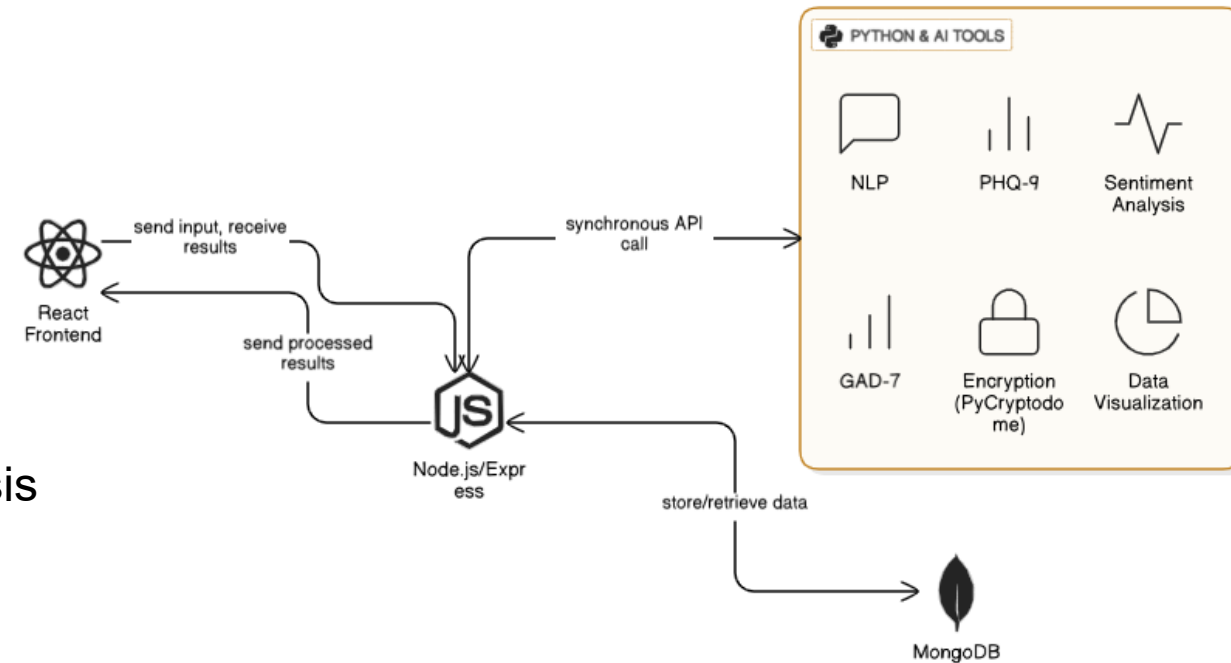 PYTHON & AI TOOLS
NLP
PHQ-9
Sentiment
Analysis
synchronous API
call
send input, receive
results
React
Frontend
send processed
results
GAD-7
Encryption
(PyCryptodo
me)
Data
Visualization
JS
Node.js/Expr
ess
sis
store/retrieve data
MongoDB